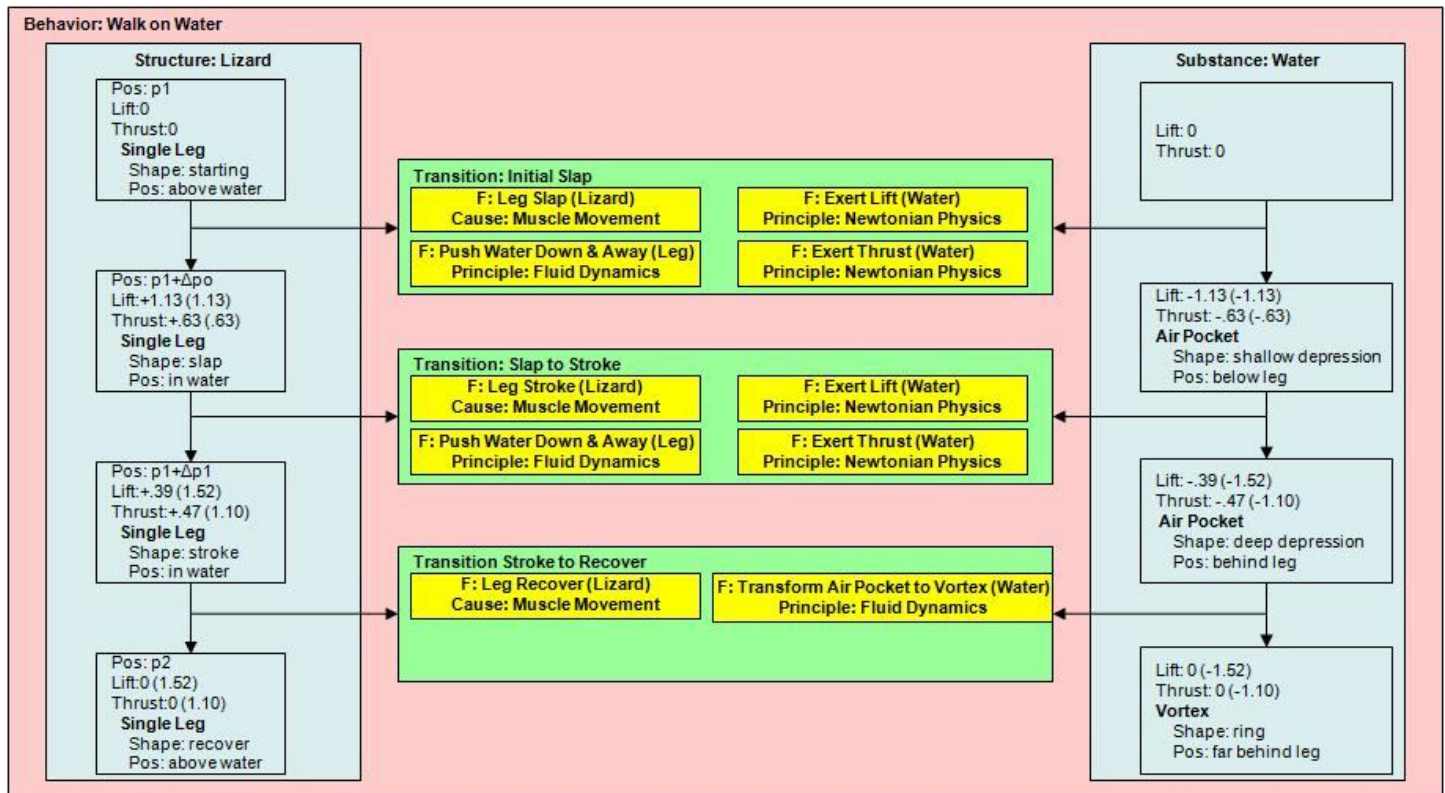 Behavior: Walk on Water
Structure: Lizard
Pos: p1
Lift:0
Thrust:0
Single Leg
Shape: starting
Pos: above water
Pos: p1+Δpo
Lift:+1.13 (1.13)
Thrust:+.63 (.63)
Single Leg
Shape: slap
Pos: in water
Pos: p1+Δp1
Lift:+.39 (1.52)
Thrust:+.47 (1.10)
Single Leg
Shape: stroke
Pos: in water
Pos: p2
Lift:0 (1.52)
Thrust:0 (1.10)
Single Leg
Shape: recover
Pos: above water
Transition: Initial Slap
F: Leg Slap (Lizard)
Cause: Muscle Movement
F: Exert Lift (Water)
Principle: Newtonian Physics
F: Push Water Down & Away (Leg)
Principle: Fluid Dynamics
F: Exert Thrust (Water)
Principle: Newtonian Physics
Transition: Slap to Stroke
F: Leg Stroke (Lizard)
Cause: Muscle Movement
F: Exert Lift (Water)
Principle: Newtonian Physics
F: Push Water Down & Away (Leg)
Principle: Fluid Dynamics
F: Exert Thrust (Water)
Principle: Newtonian Physics
Transition Stroke to Recover
F: Leg Recover (Lizard)
Cause: Muscle Movement
F: Transform Air Pocket to Vortex (Water)
Principle: Fluid Dynamics
Substance: Water
Lift: 0
Thrust: 0
Lift: -1.13 (-1.13)
Thrust: -.63 (-.63)
Air Pocket
Shape: shallow depression
Pos: below leg
Lift: -.39 (-1.52)
Thrust: -.47 (-1.10)
Air Pocket
Shape: deep depression
Pos: behind leg
Lift: 0 (-1.52)
Thrust: 0 (-1.10)
Vortex
Shape: ring
Pos: far behind leg